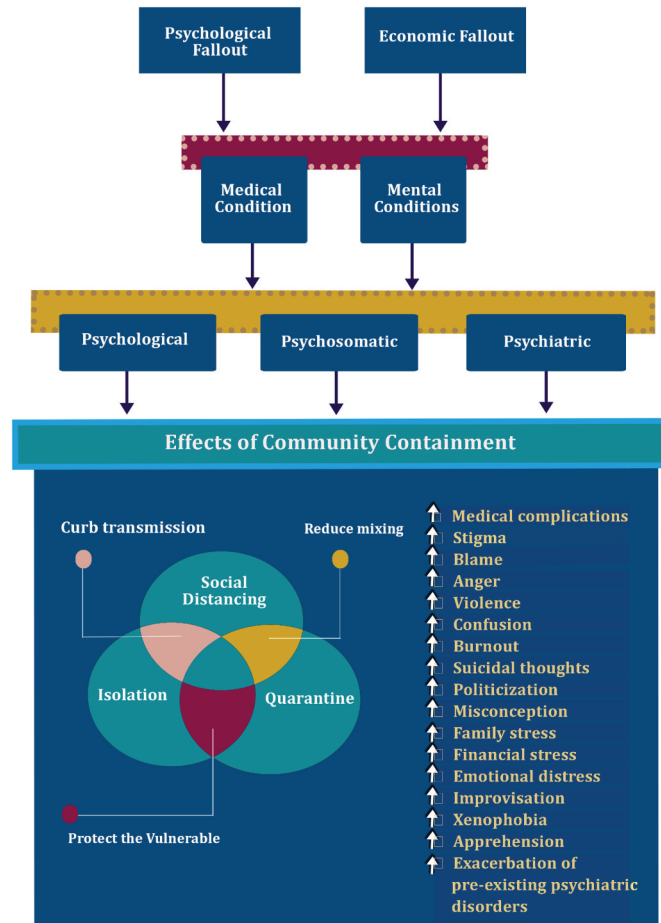 Psychological
Fallout
Economic Fallout
Medical
Condition
Mental
Conditions
Psychological
Psychosomatic
Psychiatric
Effects of Community Containment
Curb transmission
Reduce mixing
Social
Distancing
Isolation
Quarantine
Protect the Vulnerable
Medical complications
Stigma
Blame
Anger
Violence
Confusion
Burnout
Suicidal thoughts
Politicization
Misconception
Family stress
Financial stress
Emotional distress
Improvisation
Xenophobia
Apprehension
Exacerbation of
pre-existing psychiatric
disorders